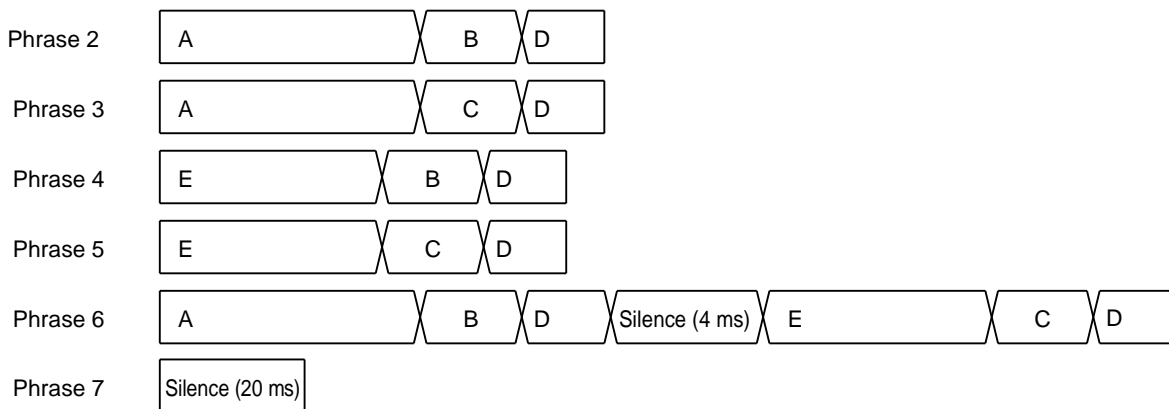 Phrase 2 A B D
Phrase 3 A C D
Phrase 4 E B D
Phrase 5 E C D
Phrase 6 A B D Silence (4 ms) E C D
Phrase 7 Silence (20 ms)